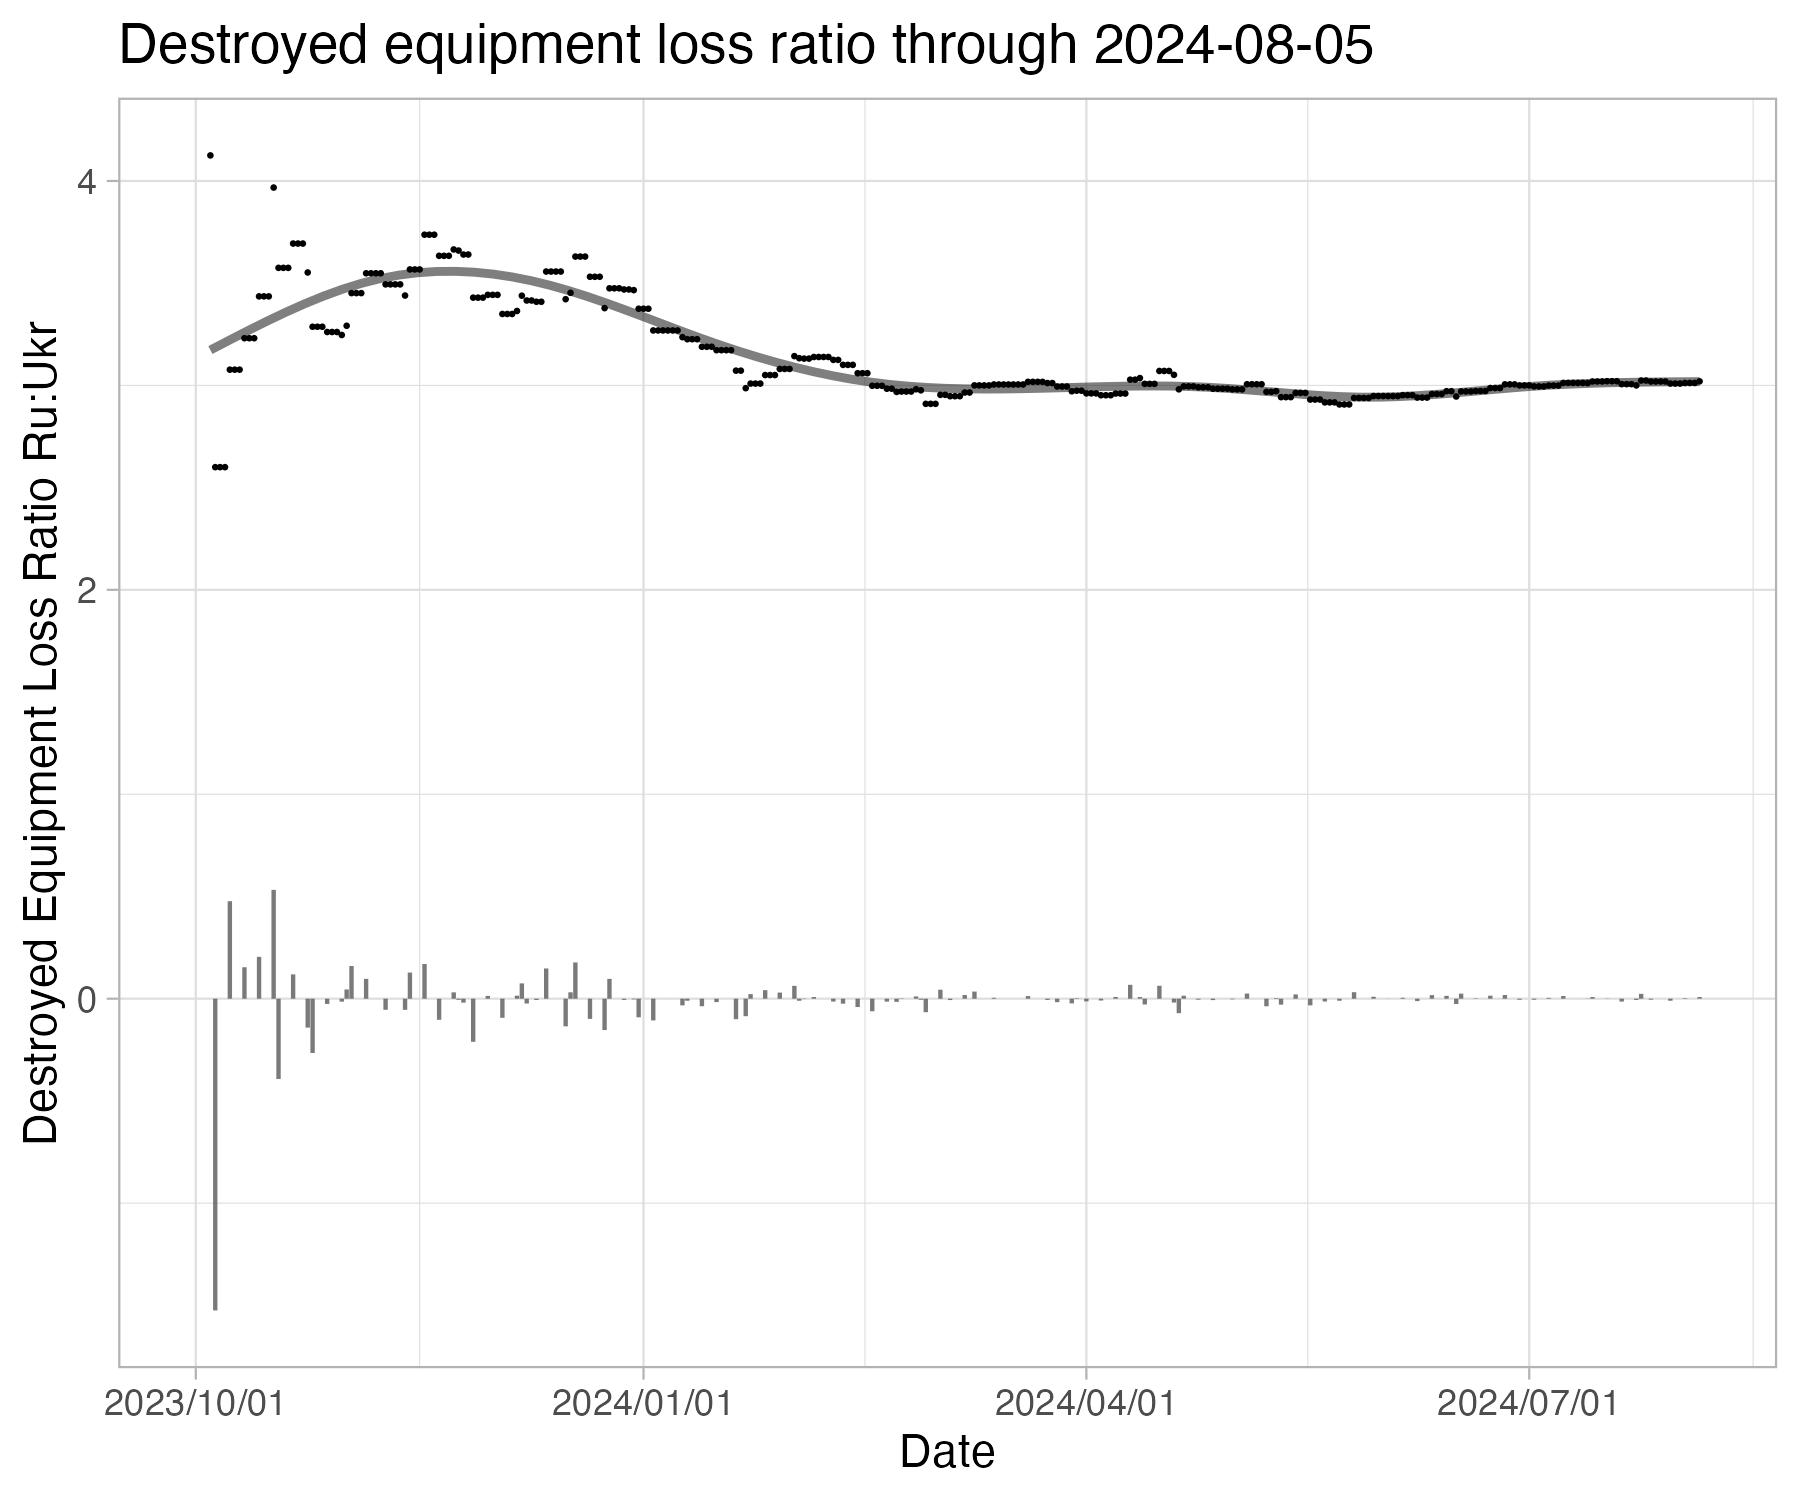 Destroyed equipment loss ratio through 2024-08-05
Destroyed Equipment Loss Ratio Ru:Ukr
4
2
0
2023/10/01
2024/01/01
2024/04/01
2024/07/01
Date